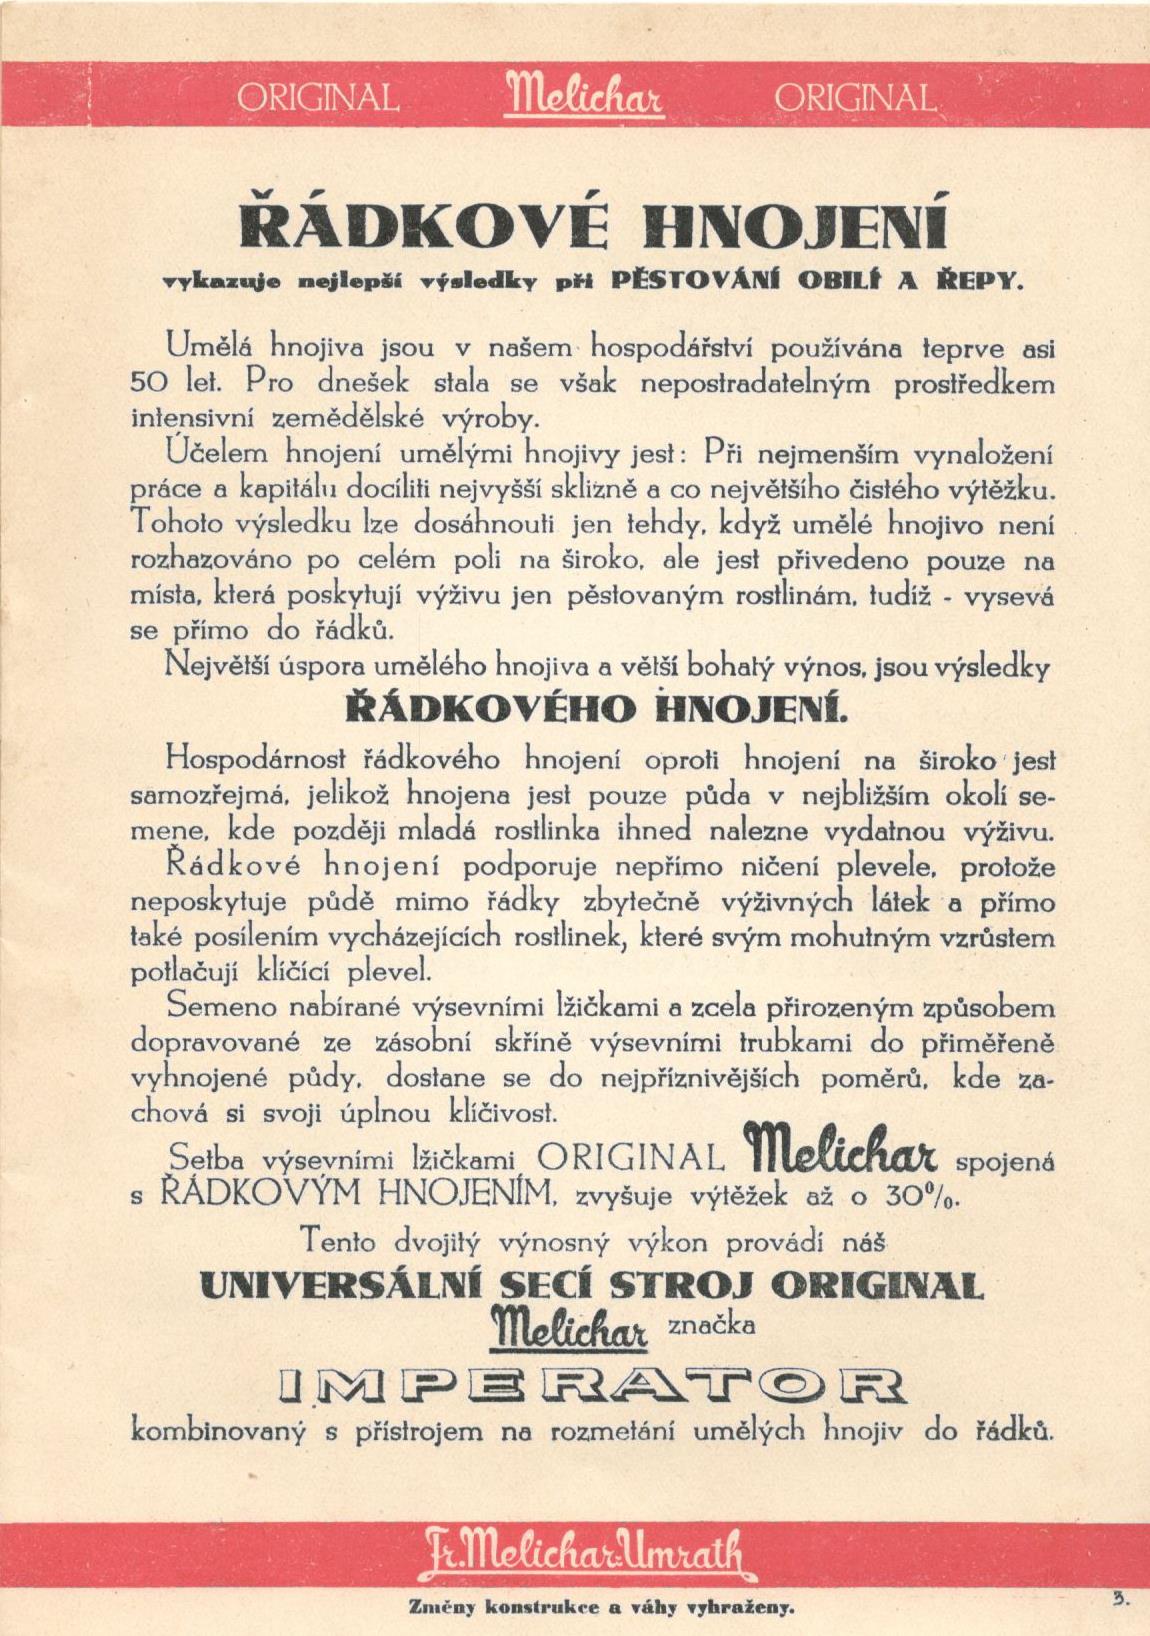 ORIGINAL Melichar ORIGINAL
ŘÁDKOVÉ HNOJENÍ
vykazuje nejlepší výsledky při PĚSTOVÁNÍ OBILÍ A ŘEPY.
Umělá hnojiva jsou v našem hospodářství používána teprve asi
50 let. Pro dnešek stala se však nepostradatelným prostředkem
intensivní zemědělské výroby.
Účelem hnojení umělými hnojivy jest: Při nejmenším vynaložení
práce a kapitálu docíliti nejvyšší sklizně a co největšího čistého výtěžku.
Tohoto výsledku lze dosáhnouti jen tehdy, když umělé hnojivo není
rozhazováno po celém poli na široko, ale jest přivedeno pouze na
místa, která poskytují výživu jen pěstovaným rostlinám, tudíž - vysevá
se přímo do řádků.
Největší úspora umělého hnojiva a větší bohatý výnos, jsou výsledky
ŘÁDKOVÉHO HNOJENÍ.
Hospodárnost řádkového hnojení oproti hnojení na široko jest
samozřejmá, jelikož hnojena jest pouze půda v nejbližším okolí se-
mene, kde později mladá rostlinka ihned nalezne vydatnou výživu.
Řádkové hnojení podporuje nepřímo ničení plevele, protože
neposkytuje půdě mimo řádky zbytečně výživných látek a přímo
také posílením vycházejících rostlinek, které svým mohutným vzrůstem
potlačují klíčící plevel.
Semeno nabírané výsevními lžičkami a zcela přirozeným způsobem
dopravované ze zásobní skříně výsevními trubkami do přiměřeně
vyhnojené půdy, dostane se do nejpříznivějších poměrů, kde za-
chová si svoji úplnou klíčivost.
Setba výsevními lžičkami ORIGINAL Melichar spojená
s ŘÁDKOVÝM HNOJENÍM, zvyšuje výtěžek až o 30%.
Tento dvojitý výnosný výkon provádí náš
UNIVERSÁLNÍ SECÍ STROJ ORIGINAL
Melichar značka
IMPERATOR
kombinovaný s přístrojem na rozmetání umělých hnojiv do řádků.
Fr. Melichar-Umrath
Změny konstrukce a váhy vyhraženy.
3.